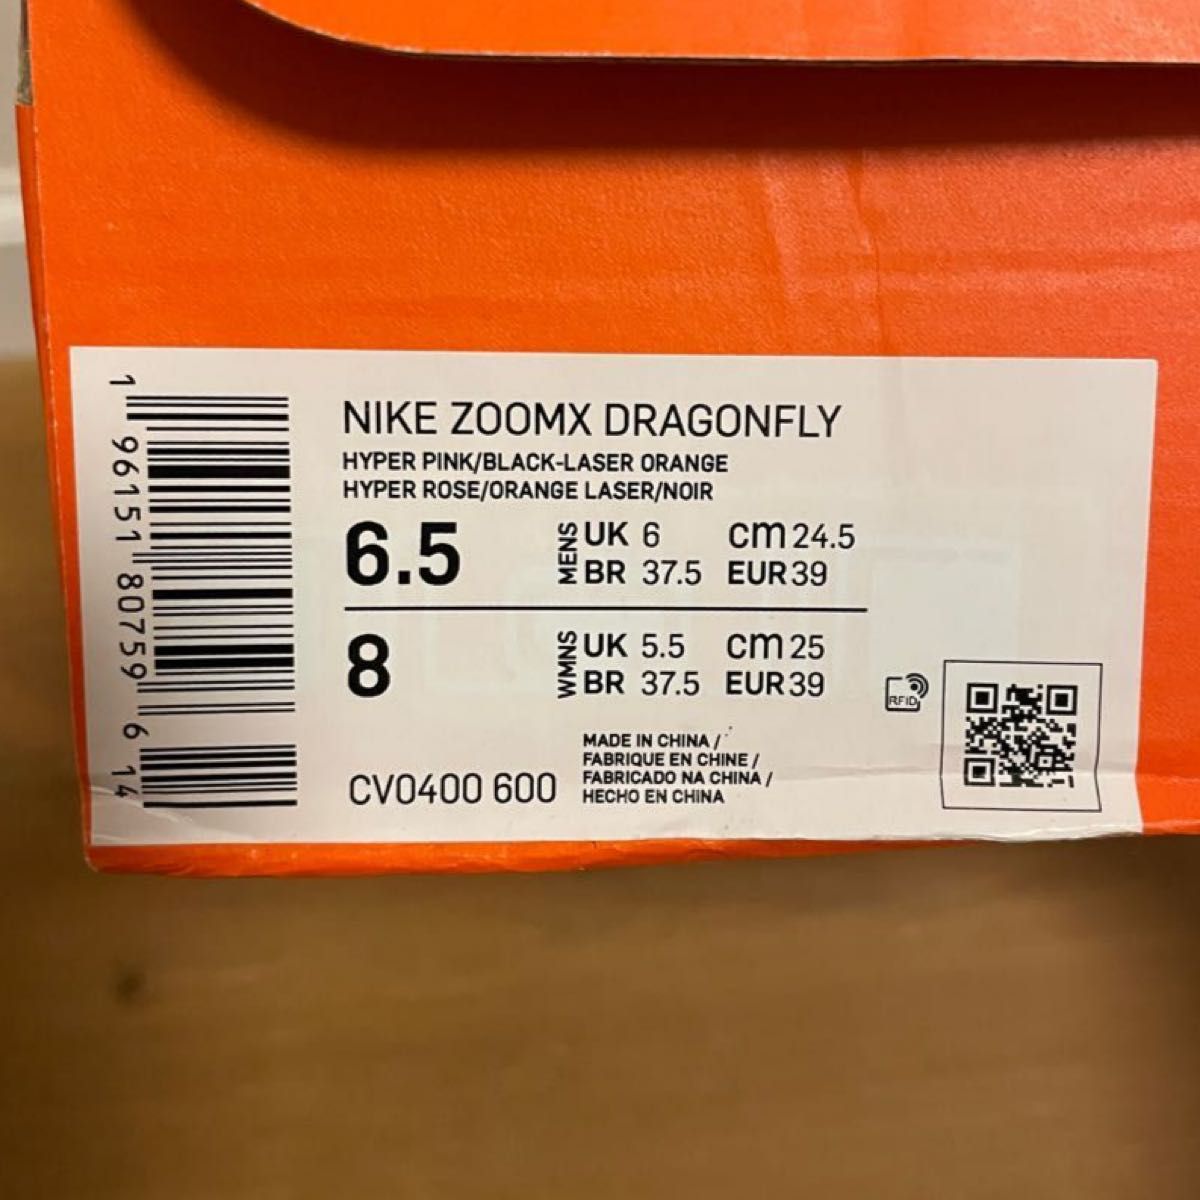 NIKE ZOOMX DRAGONFLY
HYPER PINK/BLACK-LASER ORANGE
HYPER ROSE/ORANGE LASER/NOIR
6.5 MENS UK 6 cm 24.5
BR 37.5 EUR 39
8 WMNS UK 5.5 cm 25
BR 37.5 EUR 39
RFID
CV0400 600
MADE IN CHINA /
FABRIQUE EN CHINE /
FABRICADO NA CHINA /
HECHO EN CHINA
1 96151 80759 6 14